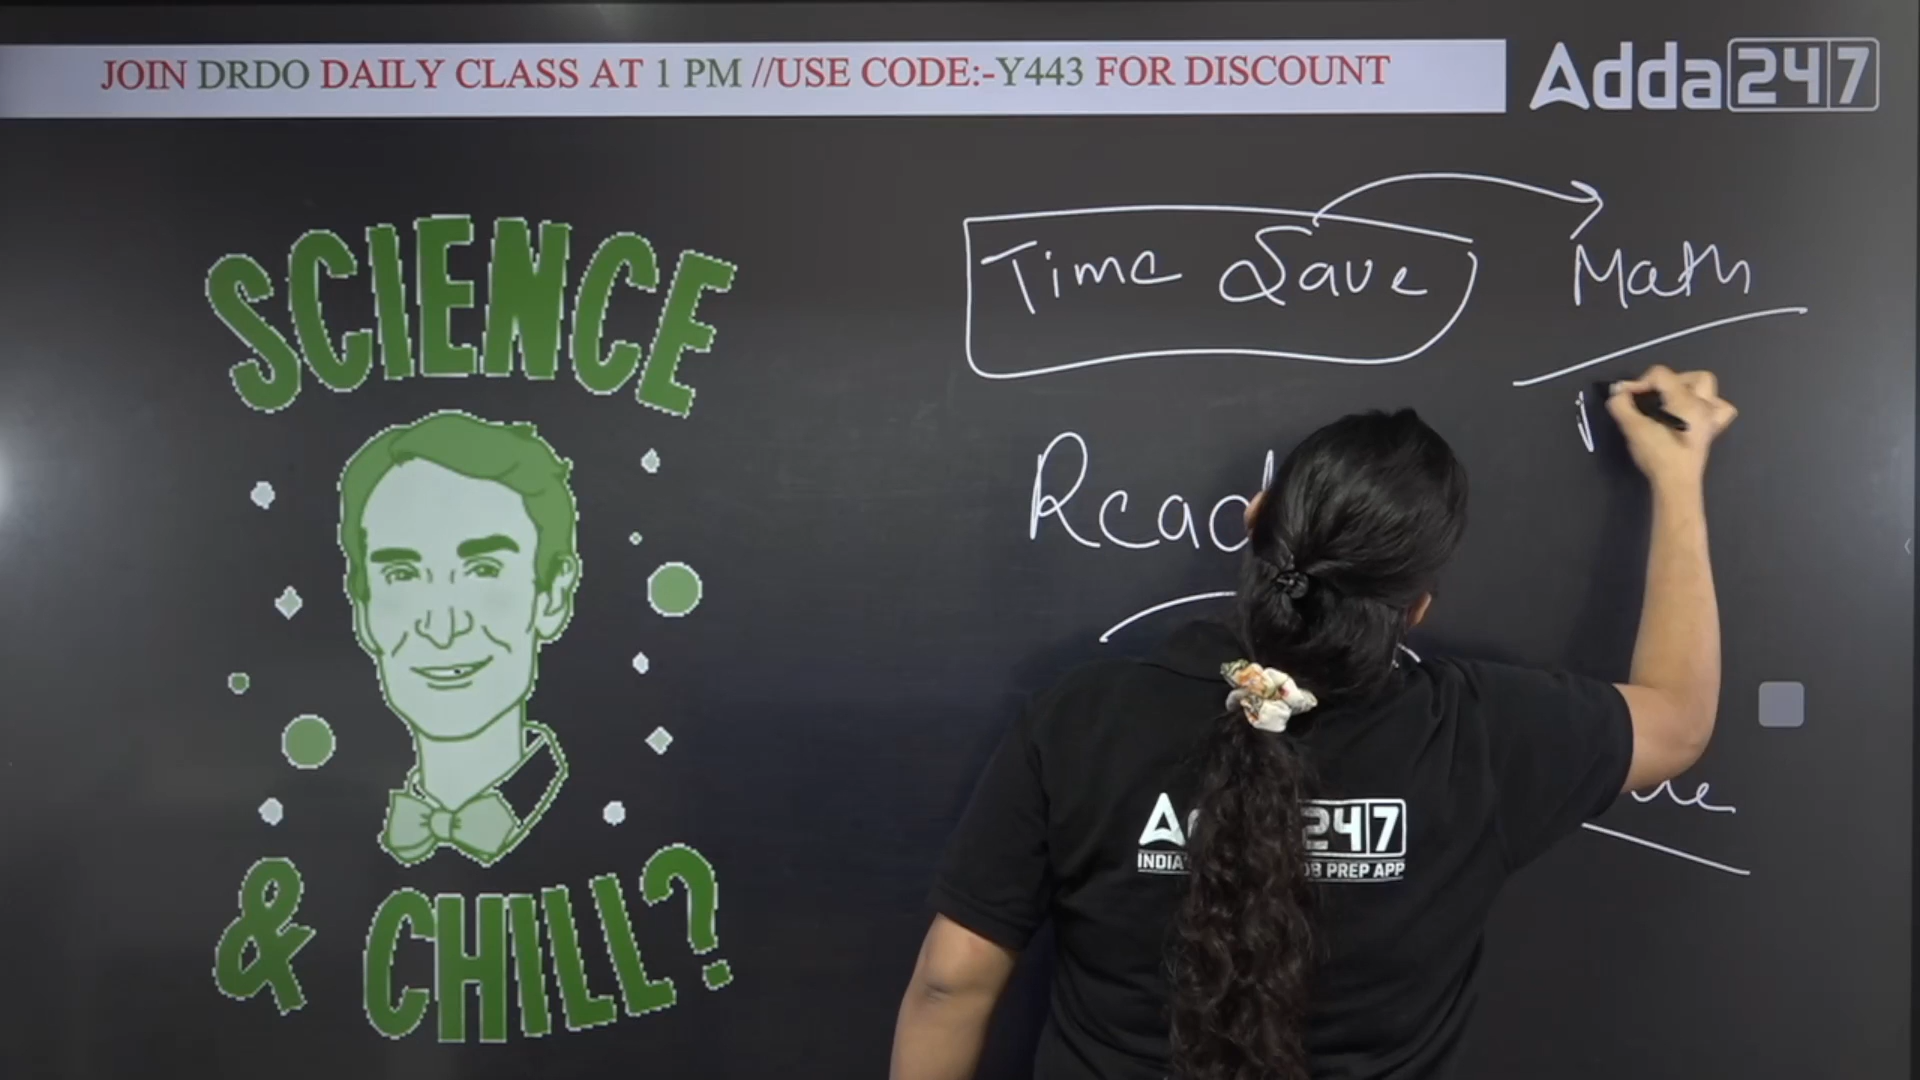 JOIN DRDO DAILY CLASS AT 1 PM //USE CODE:-Y443 FOR DISCOUNT
Adda247
SCIENCE
& CHILL?
Time Save
Math
Read
247